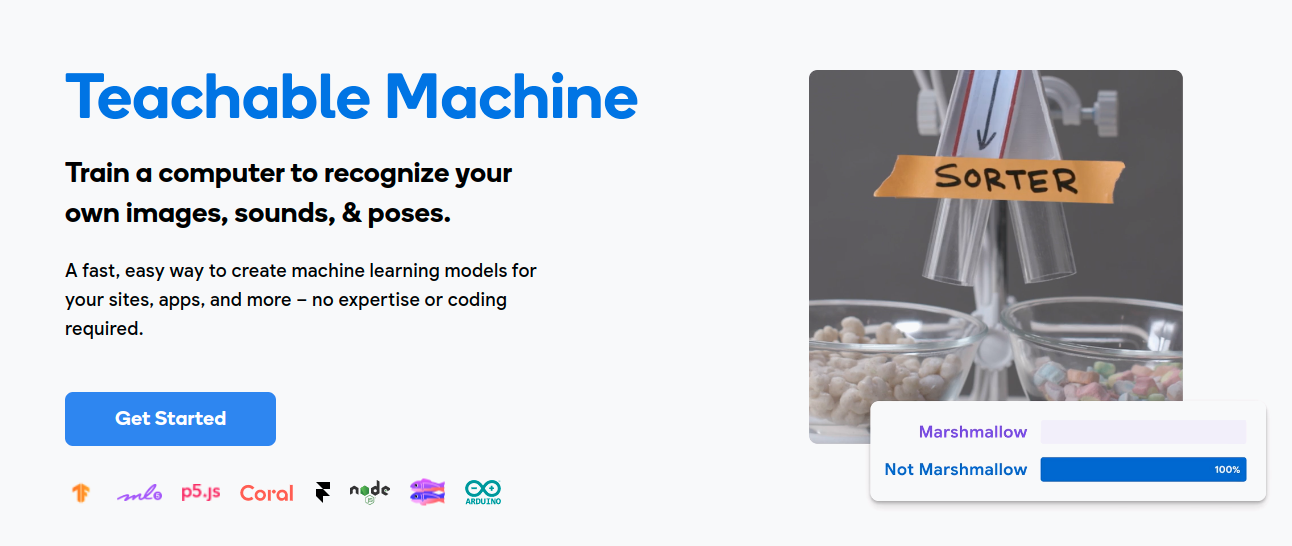 Teachable Machine
Train a computer to recognize your
own images, sounds, & poses.
A fast, easy way to create machine learning models for
your sites, apps, and more – no expertise or coding
required.
Get Started
ml5
p5.js
Coral
node
JS
ARDUINO
SORTER
Marshmallow
Not Marshmallow 100%